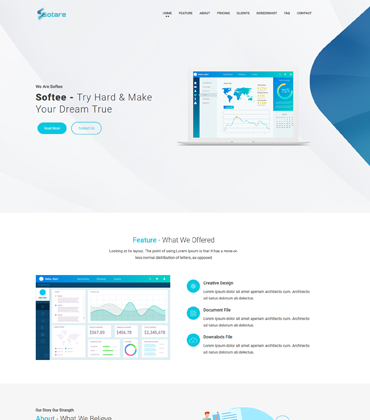 Sotare
HOME FEATURE ABOUT PRICING CLIENTS SCREENSHOT FAQ CONTACT
We Are Softee
Softee - Try Hard & Make
Your Dream True
Read More
Contact Us
Feature - What We Offered
Looking at its layout. The point of using Lorem Ipsum is that it has a more-or-
less normal distribution of letters, as opposed.
Creative Design
Lorem ipsum dolor sit amet aperiam architecto cum. Architecto
ad natus dolorum ab delectus.
Document File
Lorem ipsum dolor sit amet aperiam architecto cum. Architecto
ad natus dolorum ab delectus.
Downalods File
Lorem ipsum dolor sit amet aperiam architecto cum. Architecto
ad natus dolorum ab delectus.
$567.89
$456.78
$2,345,678
Our Story Our Strength
About - What We Believe